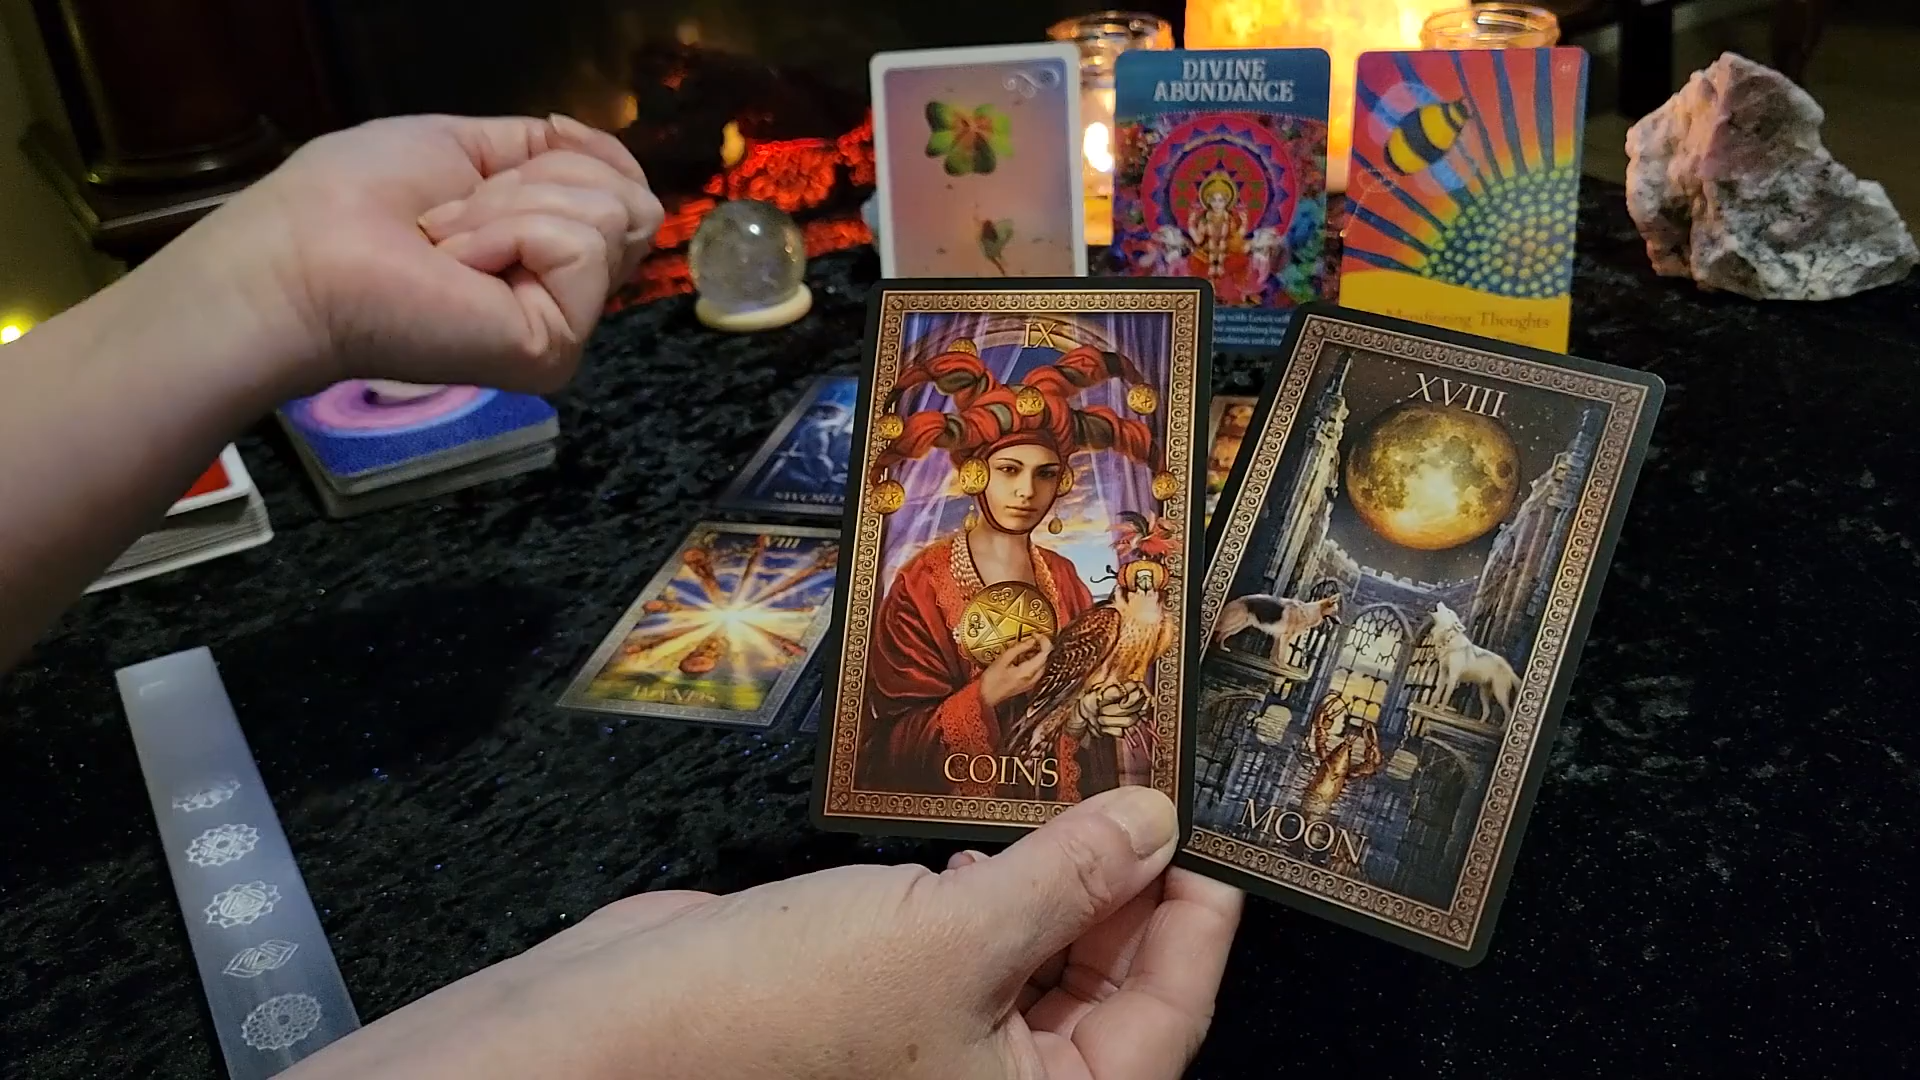 DIVINE
ABUNDANCE
Manifesting Thoughts
IX
COINS
XVIII
MOON
VIII
WANDS
SWORDS